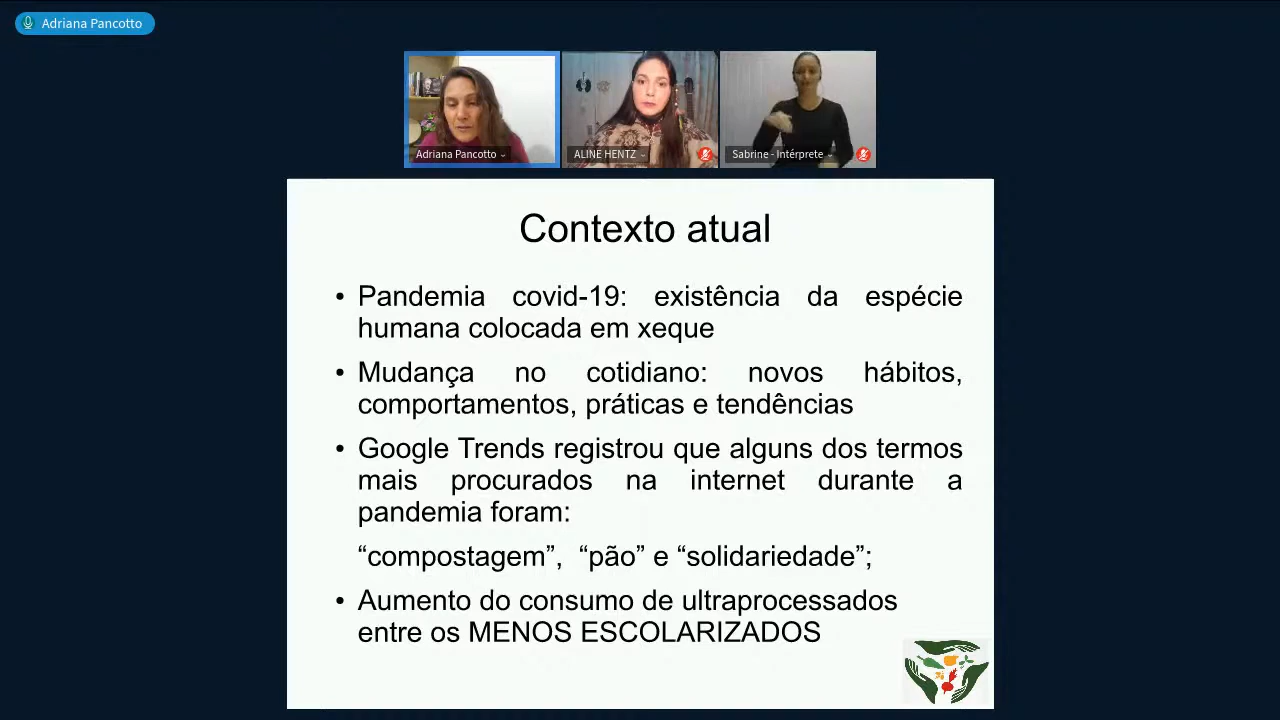 Adriana Pancotto
Adriana Pancotto
ALINE HENTZ
Sabrine - Intérprete
Contexto atual
• Pandemia covid-19: existência da espécie
humana colocada em xeque
• Mudança no cotidiano: novos hábitos,
comportamentos, práticas e tendências
• Google Trends registrou que alguns dos termos
mais procurados na internet durante a
pandemia foram:
“compostagem”, “pão” e “solidariedade”;
• Aumento do consumo de ultraprocessados
entre os MENOS ESCOLARIZADOS